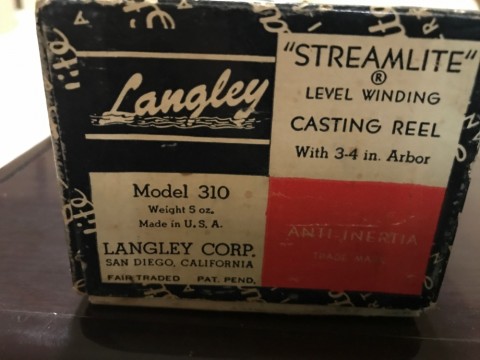 Langley
"STREAMLITE"
®
LEVEL WINDING
CASTING REEL
With 3-4 in. Arbor
Model 310
Weight 5 oz.
Made in U. S. A.
LANGLEY CORP.
SAN DIEGO, CALIFORNIA
FAIR TRADED PAT. PEND.
ANTI-INERTIA
TRADE MARK
lite